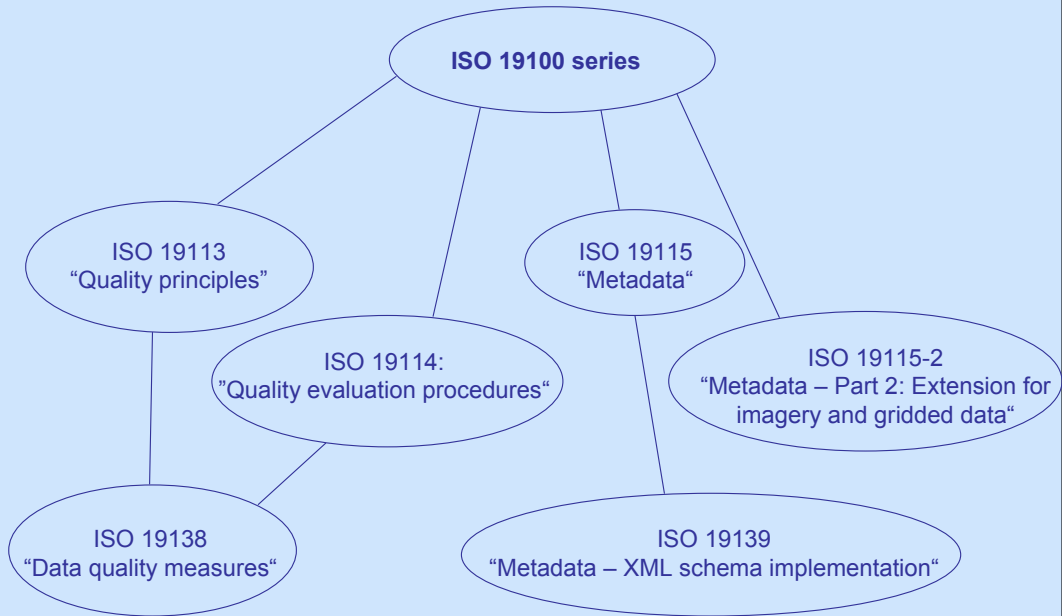 ISO 19100 series
ISO 19113
“Quality principles”
ISO 19115
“Metadata“
ISO 19114:
”Quality evaluation procedures“
ISO 19115-2
“Metadata – Part 2: Extension for
imagery and gridded data“
ISO 19138
“Data quality measures“
ISO 19139
“Metadata – XML schema implementation“